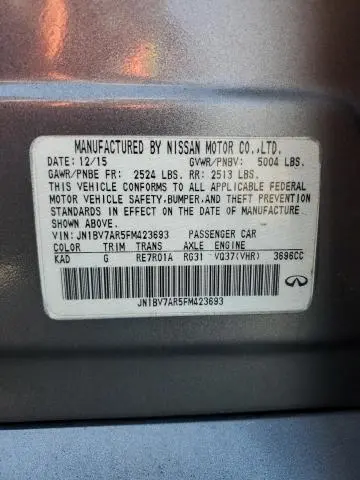 MANUFACTURED BY NISSAN MOTOR CO.,LTD.
DATE: 12/15 GVWR/PNBV: 5004 LBS.
GAWR/PNBE FR: 2524 LBS. RR: 2513 LBS.
THIS VEHICLE CONFORMS TO ALL APPLICABLE FEDERAL
MOTOR VEHICLE SAFETY,BUMPER,AND THEFT PREVENTION
STANDARDS IN EFFECT ON THE DATE OF MANUFACTURE
SHOWN ABOVE.
VIN:JN1BV7AR5FM423693 PASSENGER CAR
COLOR TRIM TRANS AXLE ENGINE
KAD G RE7R01A RG31 VQ37(VHR) 3696CC
JN1BV7AR5FM423693